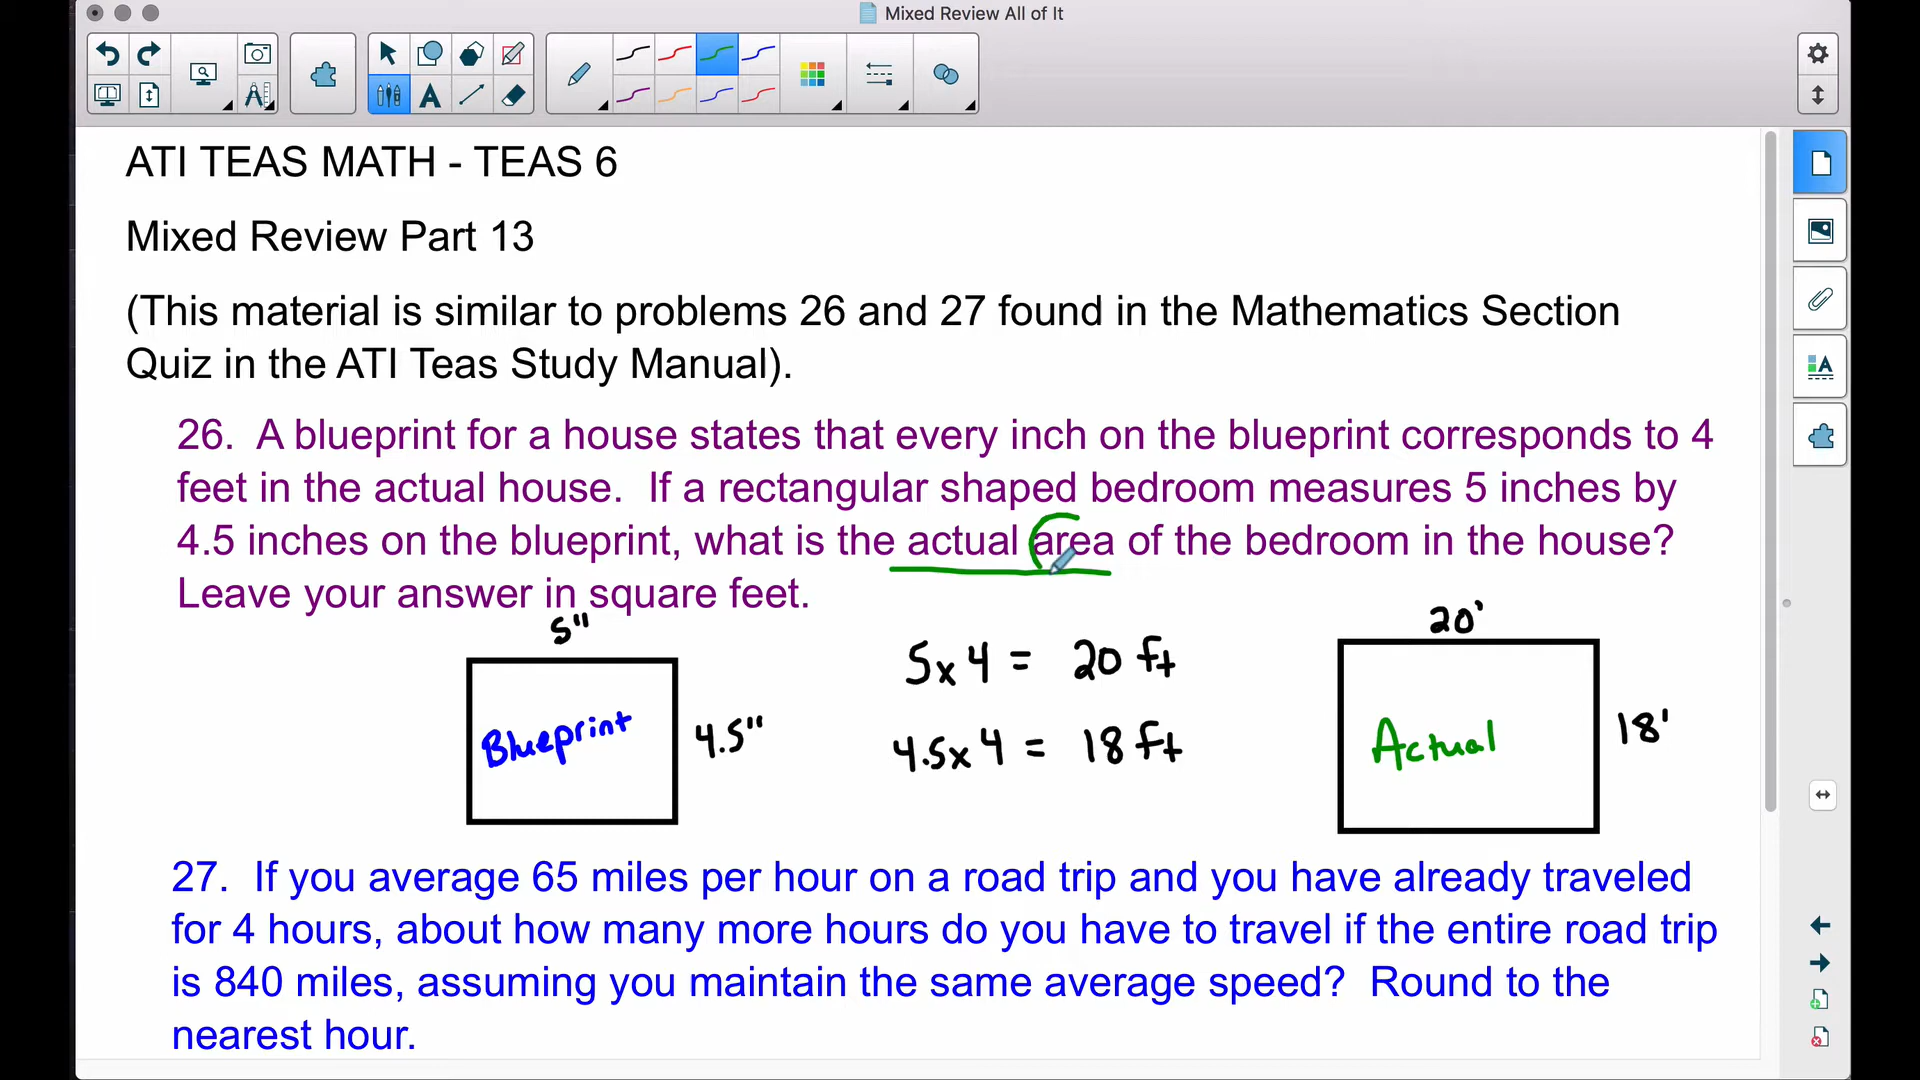 Mixed Review All of It
ATI TEAS MATH - TEAS 6
Mixed Review Part 13
(This material is similar to problems 26 and 27 found in the Mathematics Section
Quiz in the ATI Teas Study Manual).
26. A blueprint for a house states that every inch on the blueprint corresponds to 4
feet in the actual house. If a rectangular shaped bedroom measures 5 inches by
4.5 inches on the blueprint, what is the actual area of the bedroom in the house?
Leave your answer in square feet.
5"
Blueprint
4.5"
5x4 = 20 ft
4.5x4 = 18 ft
20'
Actual
18'
27. If you average 65 miles per hour on a road trip and you have already traveled
for 4 hours, about how many more hours do you have to travel if the entire road trip
is 840 miles, assuming you maintain the same average speed? Round to the
nearest hour.